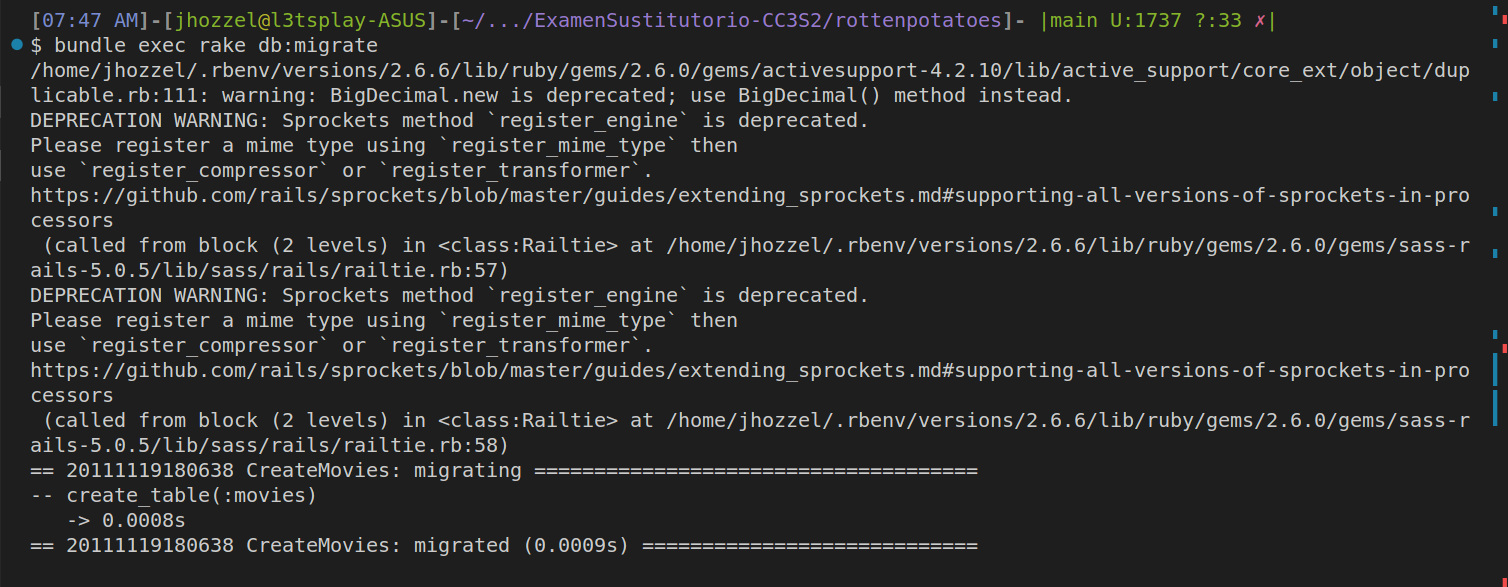 [07:47 AM]-[jhozzel@l3tsplay-ASUS]-[~/.../ExamenSustitutorio-CC3S2/rottenpotatoes]- |main U:1737 ?:33 ✗|
$ bundle exec rake db:migrate
/home/jhozzel/.rbenv/versions/2.6.6/lib/ruby/gems/2.6.0/gems/activesupport-4.2.10/lib/active_support/core_ext/object/dup
licable.rb:111: warning: BigDecimal.new is deprecated; use BigDecimal() method instead.
DEPRECATION WARNING: Sprockets method `register_engine` is deprecated.
Please register a mime type using `register_mime_type` then
use `register_compressor` or `register_transformer`.
https://github.com/rails/sprockets/blob/master/guides/extending_sprockets.md#supporting-all-versions-of-sprockets-in-pro
cessors
 (called from block (2 levels) in <class:Railtie> at /home/jhozzel/.rbenv/versions/2.6.6/lib/ruby/gems/2.6.0/gems/sass-r
ails-5.0.5/lib/sass/rails/railtie.rb:57)
DEPRECATION WARNING: Sprockets method `register_engine` is deprecated.
Please register a mime type using `register_mime_type` then
use `register_compressor` or `register_transformer`.
https://github.com/rails/sprockets/blob/master/guides/extending_sprockets.md#supporting-all-versions-of-sprockets-in-pro
cessors
 (called from block (2 levels) in <class:Railtie> at /home/jhozzel/.rbenv/versions/2.6.6/lib/ruby/gems/2.6.0/gems/sass-r
ails-5.0.5/lib/sass/rails/railtie.rb:58)
== 20111119180638 CreateMovies: migrating =====================================
-- create_table(:movies)
   -> 0.0008s
== 20111119180638 CreateMovies: migrated (0.0009s) ============================